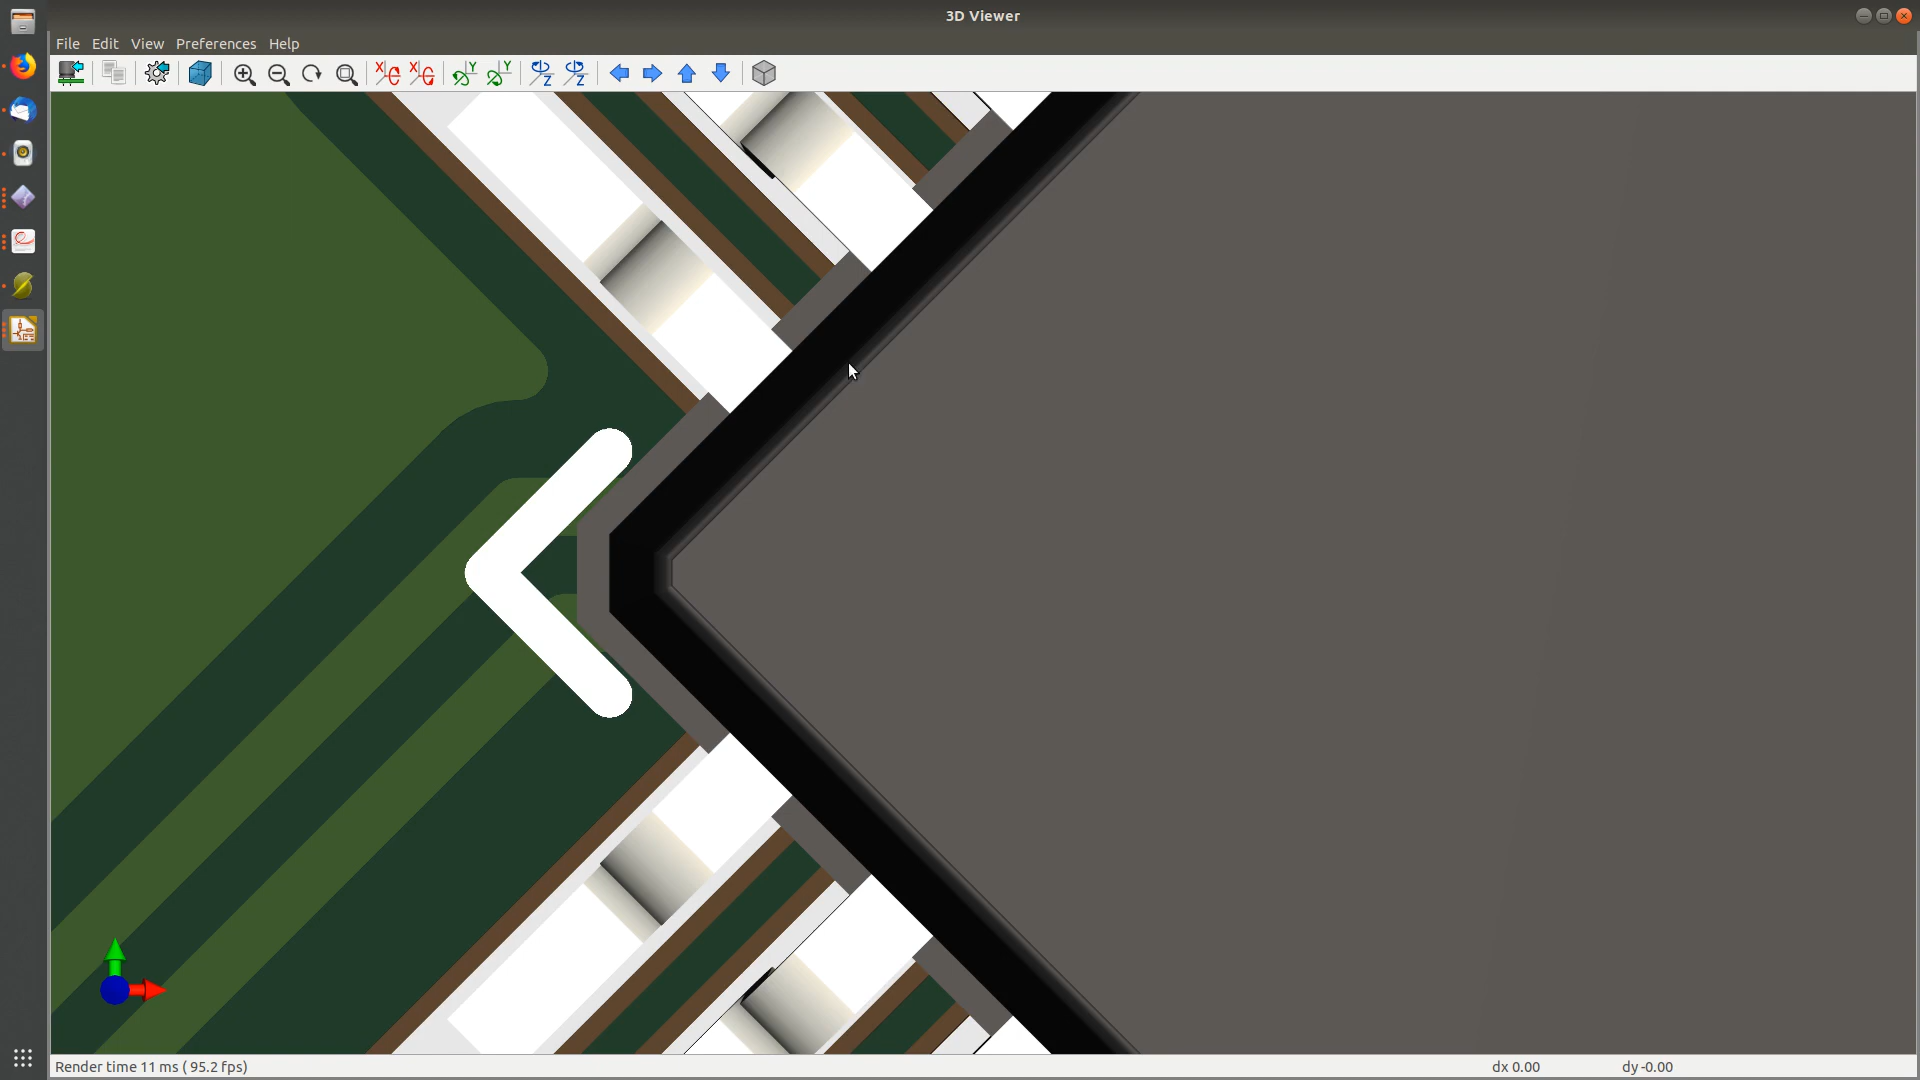 3D Viewer
File Edit View Preferences Help
X X Y Y Z Z
Render time 11 ms ( 95.2 fps) dx 0.00 dy -0.00